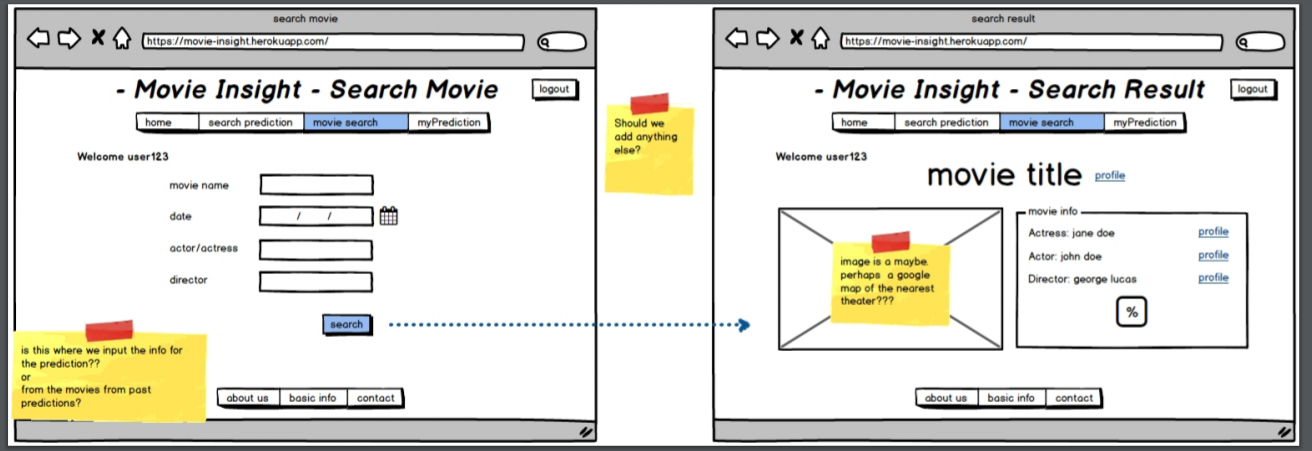 search movie
https://movie-insight.herokuapp.com/
- Movie Insight - Search Movie
logout
home search prediction movie search myPrediction
Welcome user123
movie name
date / /
actor/actress
director
search
is this where we input the info for
the prediction??
or
from the movies from past
predictions?
about us basic info contact
Should we
add anything
else?
search result
https://movie-insight.herokuapp.com/
- Movie Insight - Search Result
logout
home search prediction movie search myPrediction
Welcome user123
movie title profile
image is a maybe.
perhaps a google
map of the nearest
theater???
movie info
Actress: jane doe profile
Actor: john doe profile
Director: george lucas profile
%
about us basic info contact